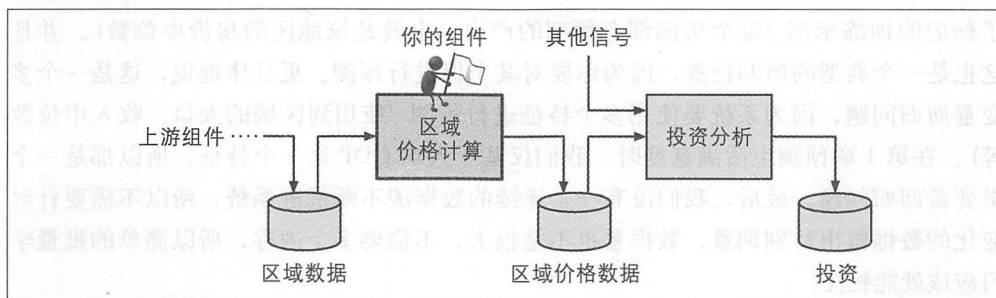 你的组件
其他信号
上游组件
区域
价格计算
投资分析
区域数据
区域价格数据
投资